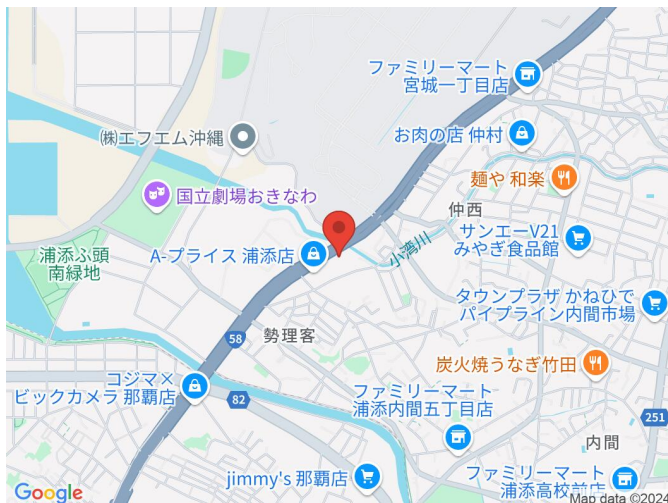 ファミリーマート
宮城一丁目店
(株)エフエム沖縄
お肉の店 仲村
麺や 和楽
国立劇場おきなわ
仲西
サンエーV21
みやぎ食品館
小湾川
浦添ふ頭
南緑地
A-プライス 浦添店
タウンプラザ かねひで
パイプライン内間市場
58
勢理客
炭火焼うなぎ竹田
コジマ×
ビックカメラ 那覇店
82
ファミリーマート
浦添内間五丁目店
251
内間
jimmy's 那覇店
ファミリーマート
浦添高校前店
Google
Map data ©2024